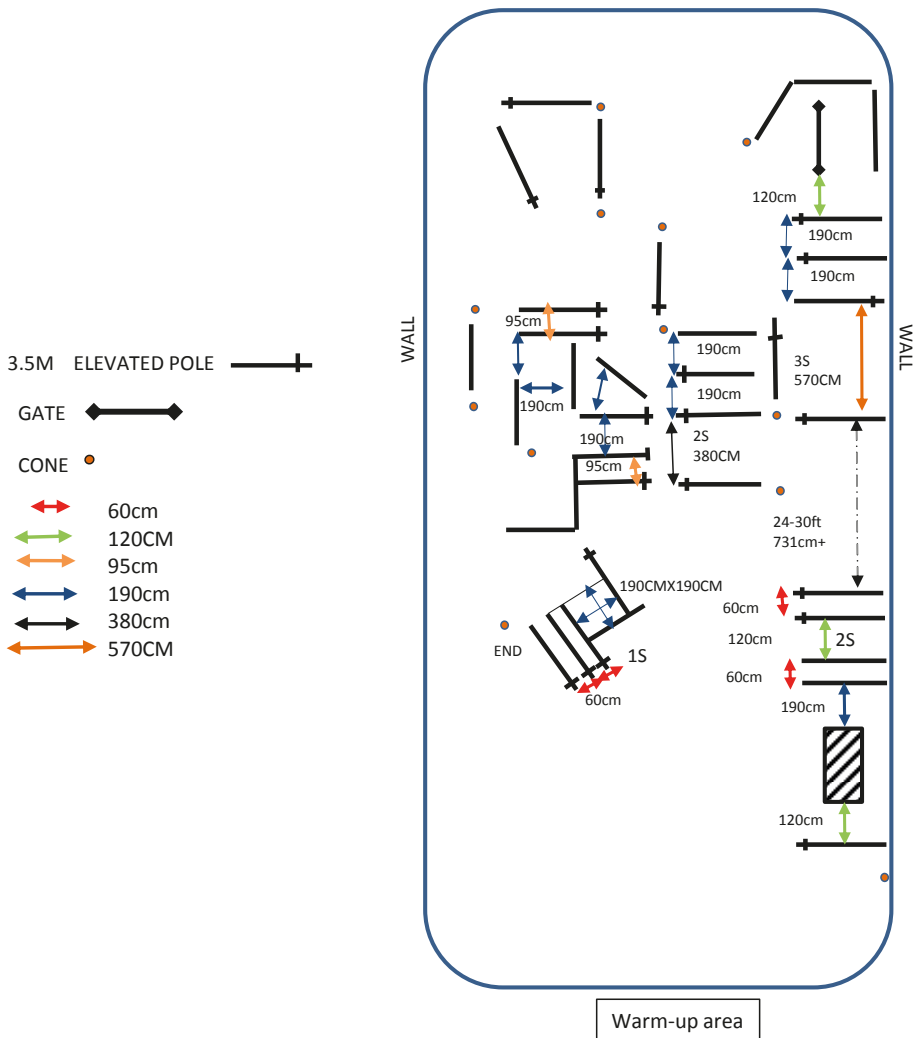 3.5M ELEVATED POLE
GATE
CONE
60cm
120CM
95cm
190cm
380cm
570CM
WALL
WALL
120cm
190cm
190cm
95cm
190cm
190cm
95cm
190cm
190cm
2S
380CM
3S
570CM
24-30ft
731cm+
190CMX190CM
END
1S
60cm
60cm
120cm
2S
60cm
190cm
120cm
Warm-up area